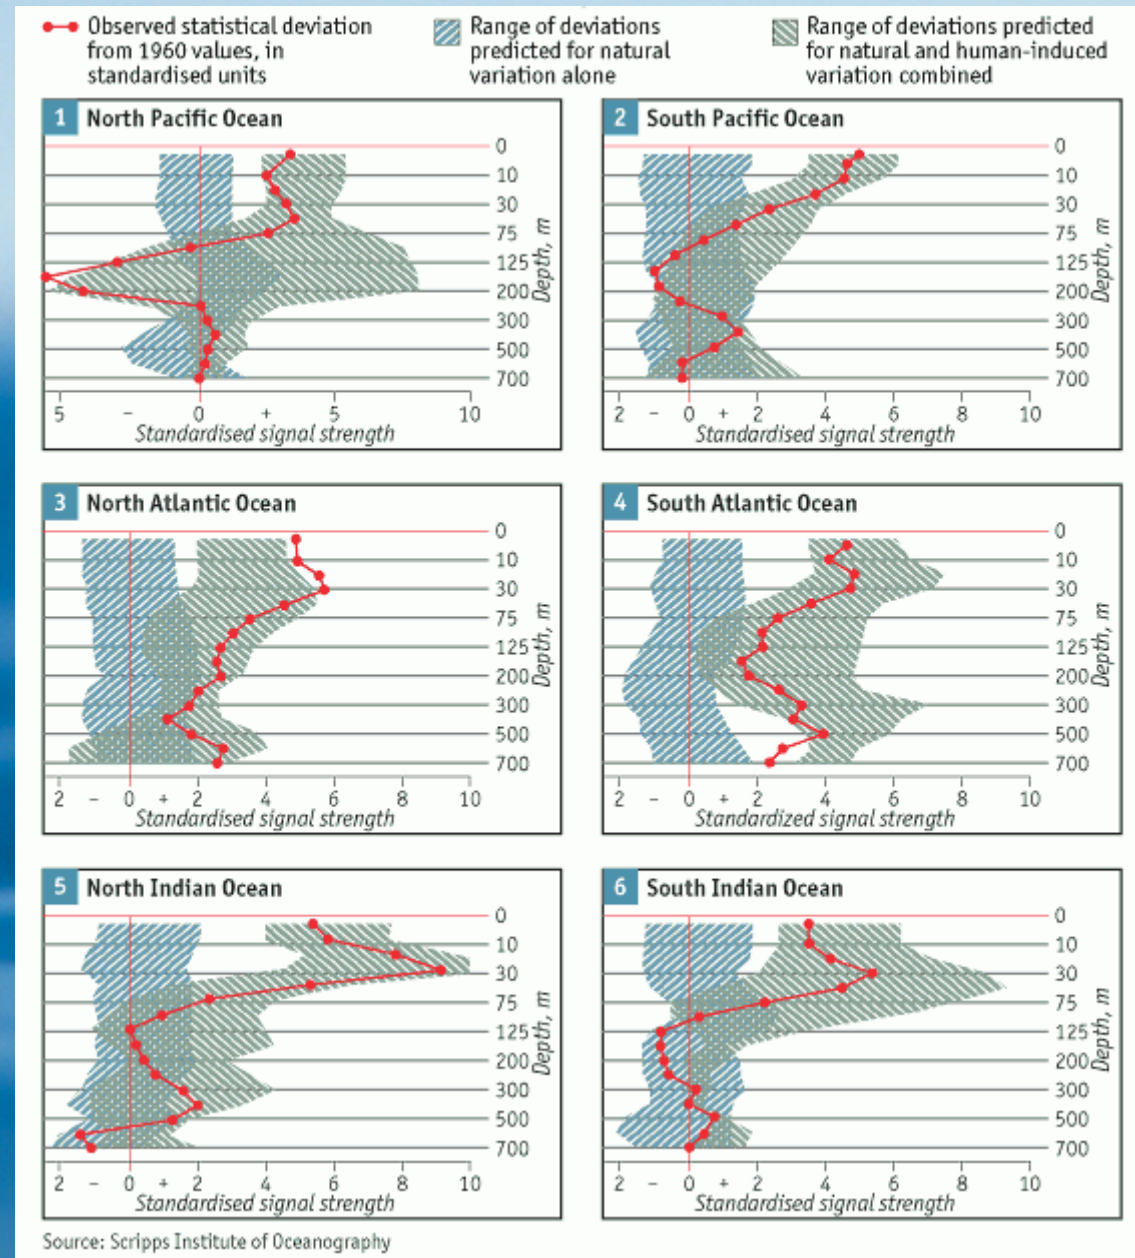 Observed statistical deviation
from 1960 values, in
standardised units
Range of deviations
predicted for natural
variation alone
Range of deviations predicted
for natural and human-induced
variation combined
1 North Pacific Ocean
0
10
30
75
125
200
300
500
700
Depth, m
5 – 0 + 5 10
Standardised signal strength
2 South Pacific Ocean
0
10
30
75
125
200
300
500
700
Depth, m
2 – 0 + 2 4 6 8 10
Standardised signal strength
3 North Atlantic Ocean
0
10
30
75
125
200
300
500
700
Depth, m
2 – 0 + 2 4 6 8 10
Standardised signal strength
4 South Atlantic Ocean
0
10
30
75
125
200
300
500
700
Depth, m
2 – 0 + 2 4 6 8 10
Standardized signal strength
5 North Indian Ocean
0
10
30
75
125
200
300
500
700
Depth, m
2 – 0 + 2 4 6 8 10
Standardised signal strength
6 South Indian Ocean
0
10
30
75
125
200
300
500
700
Depth, m
2 – 0 + 2 4 6 8 10
Standardised signal strength
Source: Scripps Institute of Oceanography